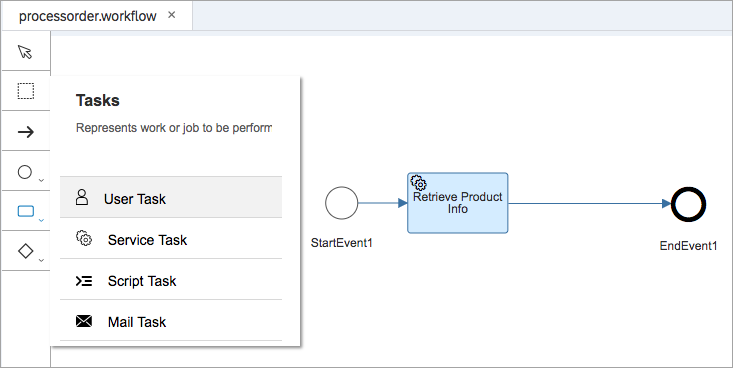 processorder.workflow ×
Tasks
Represents work or job to be perform
User Task
Service Task
Script Task
Mail Task
StartEvent1
Retrieve Product
Info
EndEvent1